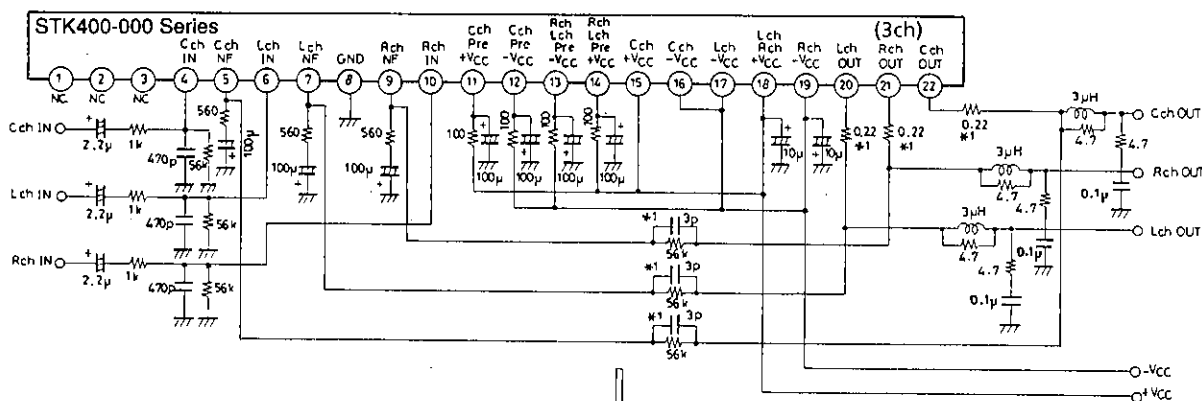 STK400-000 Series
(3ch)
Cch IN
Cch NF
Lch IN
Lch NF
GND
Rch NF
Rch IN
Cch Pre +VCC
Cch Pre -VCC
Rch Lch Pre -VCC
Rch Lch Pre +VCC
Cch +VCC
Cch -VCC
Lch -VCC
Lch Rch +VCC
Rch -VCC
Lch OUT
Rch OUT
Cch OUT
1 2 3 4 5 6 7 8 9 10 11 12 13 14 15 16 17 18 19 20 21 22
NC NC NC
560
100μ
560
100μ
560
100μ
100
100μ
100
100μ
100
100μ
100
100μ
10μ
10μ
0.22
*1
0.22
*1
0.22
*1
3μH
4.7
4.7
0.1μ
Cch OUT
3μH
4.7
4.7
0.1μ
Rch OUT
3μH
4.7
4.7
0.1μ
Lch OUT
Cch IN
2.2μ
1k
470p
56k
Lch IN
2.2μ
1k
470p
56k
Rch IN
2.2μ
1k
470p
56k
*1
3p
56k
*1
3p
56k
*1
3p
56k
-VCC
+VCC